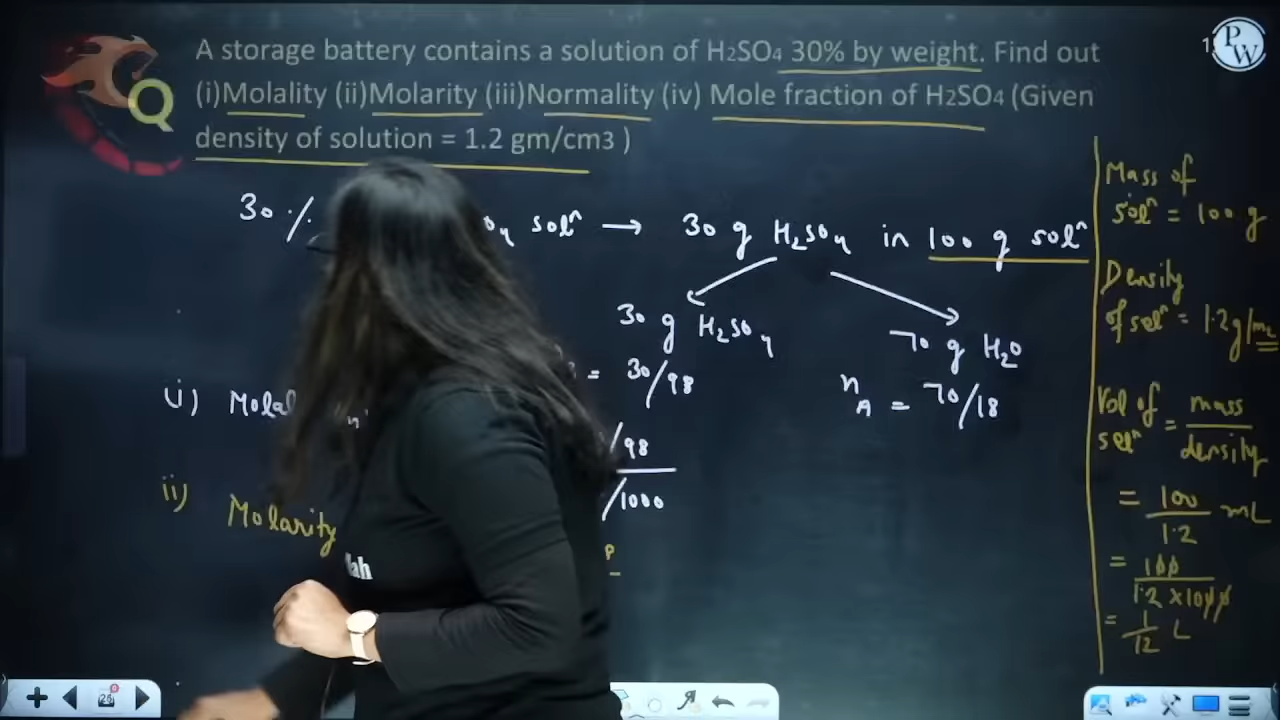 A storage battery contains a solution of H2SO4 30% by weight. Find out
(i)Molality (ii)Molarity (iii)Normality (iv) Mole fraction of H2SO4 (Given
density of solution = 1.2 gm/cm3 )
Q
PW
30 % solⁿ → 30 g H2SO4 in 100 g solⁿ
30 g H2SO4
70 g H2O
= 30/98
nA = 70/18
i) Molal
/98
/1000
ii) Molarity
lah
Mass of
solⁿ = 100 g
Density
of solⁿ = 1.2 g/mL
Vol of solⁿ = mass / density
= 100 / 1.2 mL
= 100 / 1.2 x 1000
= 1/12 L
26